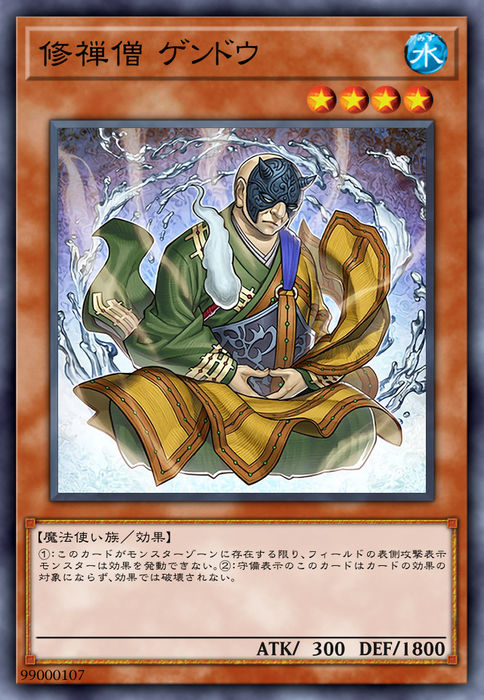 修禅僧 ゲンドウ
みず
水
【魔法使い族／効果】
①:このカードがモンスターゾーンに存在する限り、フィールドの表側攻撃表示
モンスターは効果を発動できない。②:守備表示のこのカードはカードの効果の
対象にならず、効果では破壊されない。
ATK/ 300 DEF/1800
99000107